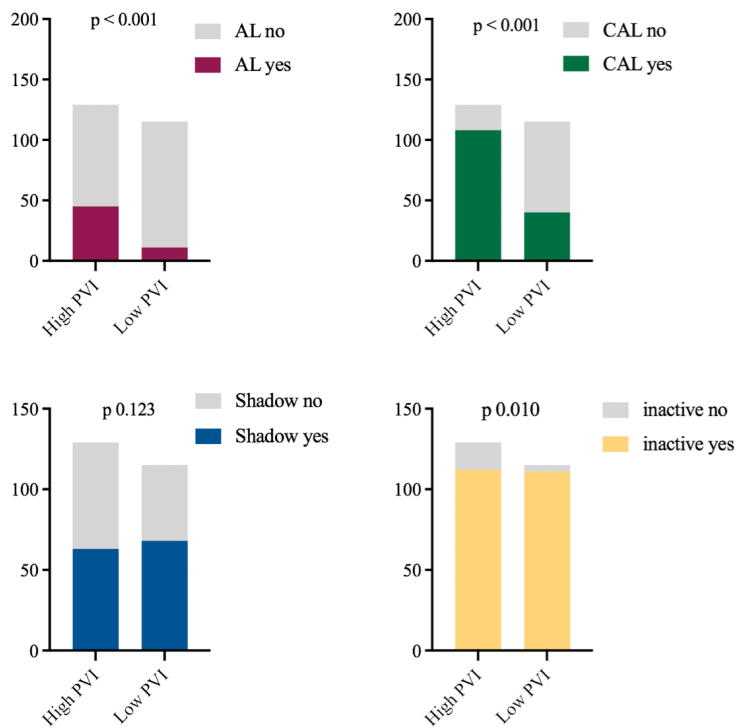 200
150
100
50
0
p < 0.001
AL no
AL yes
High PVI
Low PVI
200
150
100
50
0
p < 0.001
CAL no
CAL yes
High PVI
Low PVI
150
100
50
0
p 0.123
Shadow no
Shadow yes
High PVI
Low PVI
150
100
50
0
p 0.010
inactive no
inactive yes
High PVI
Low PVI